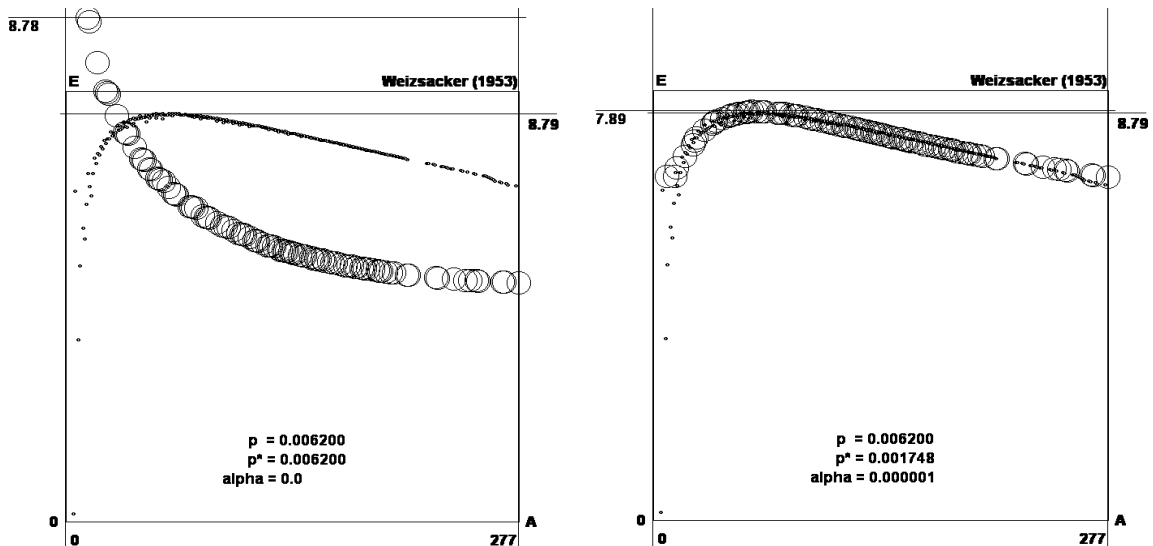 8.78
E Weizsacker (1953)
8.79
p = 0.006200
p* = 0.006200
alpha = 0.0
0 A
0 277
E Weizsacker (1953)
7.89 8.79
p = 0.006200
p* = 0.001748
alpha = 0.000001
0 A
0 277